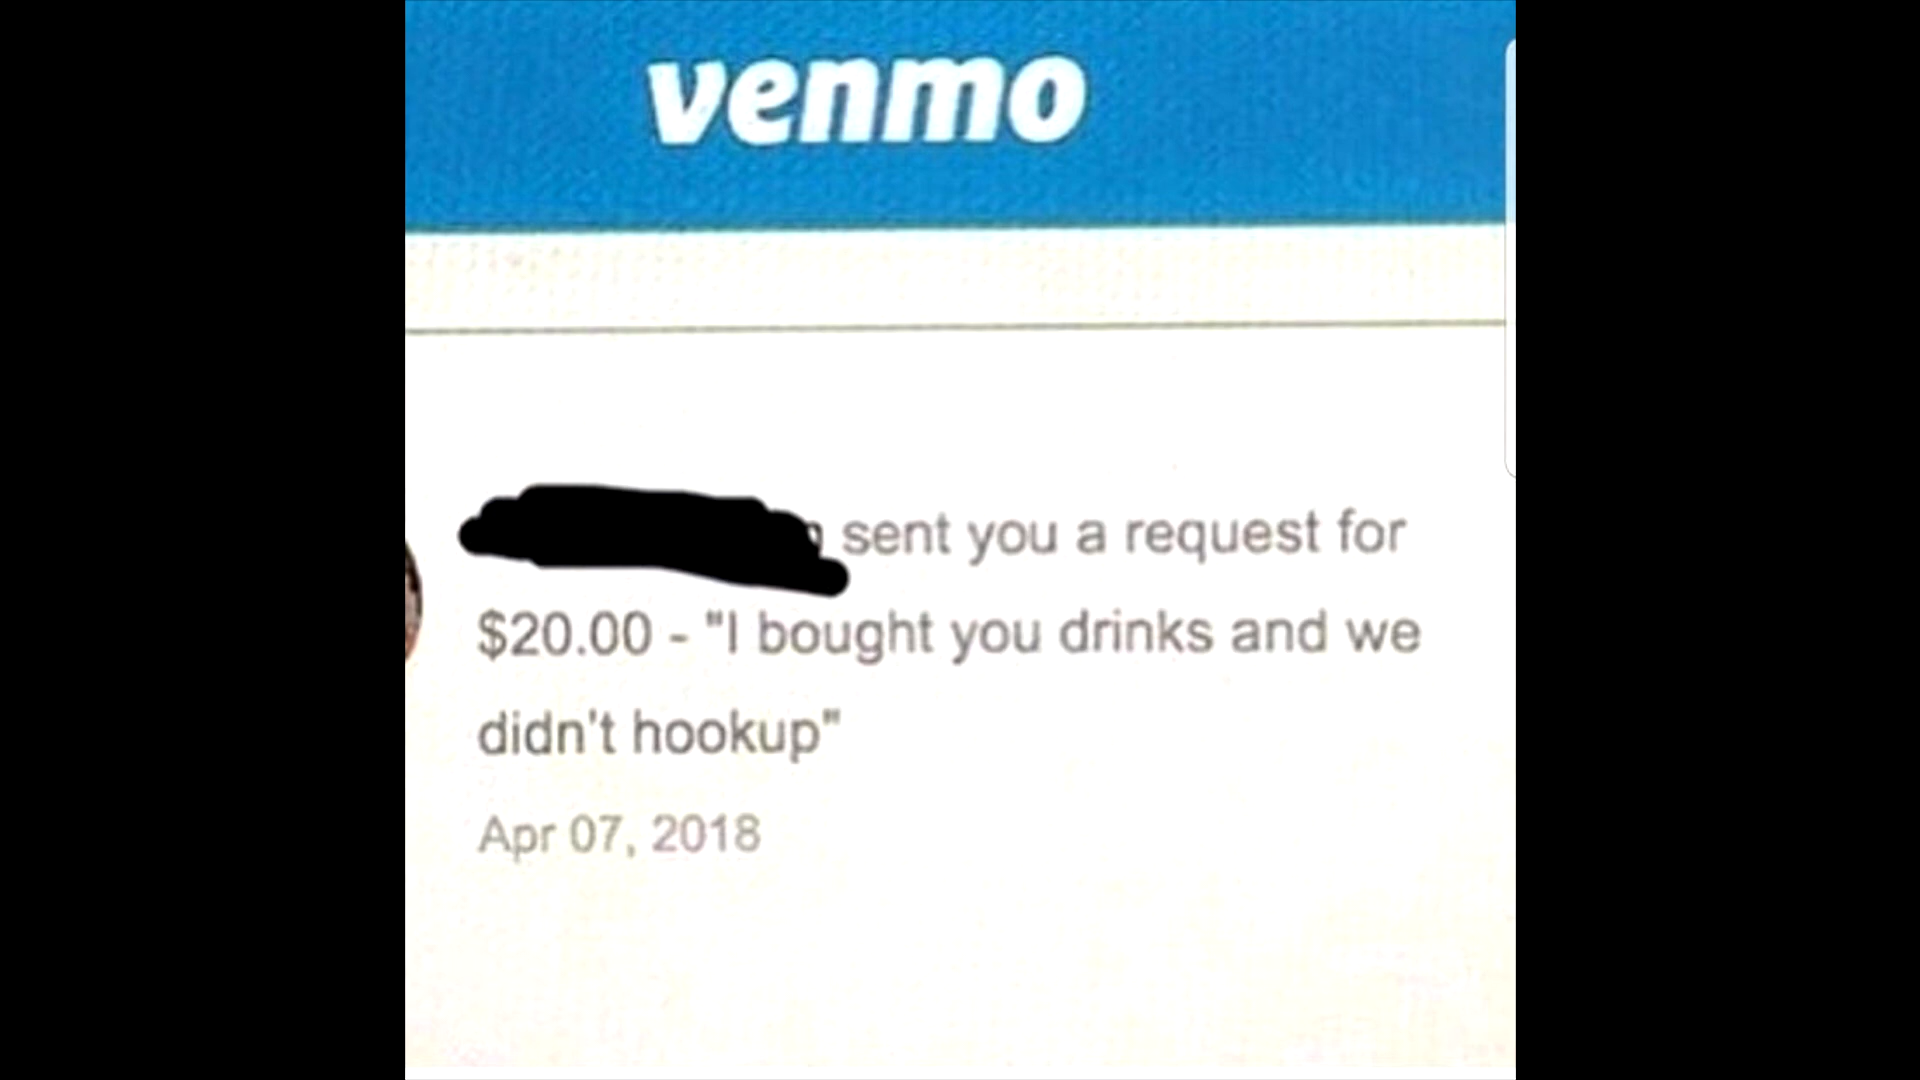 venmo
sent you a request for
$20.00 - "I bought you drinks and we
didn't hookup"
Apr 07, 2018